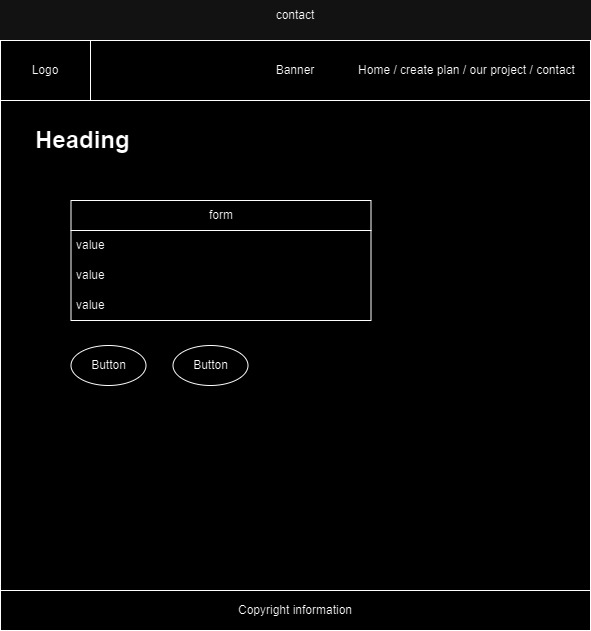 contact
Logo
Banner
Home / create plan / our project / contact
Heading
form
value
value
value
Button
Button
Copyright information